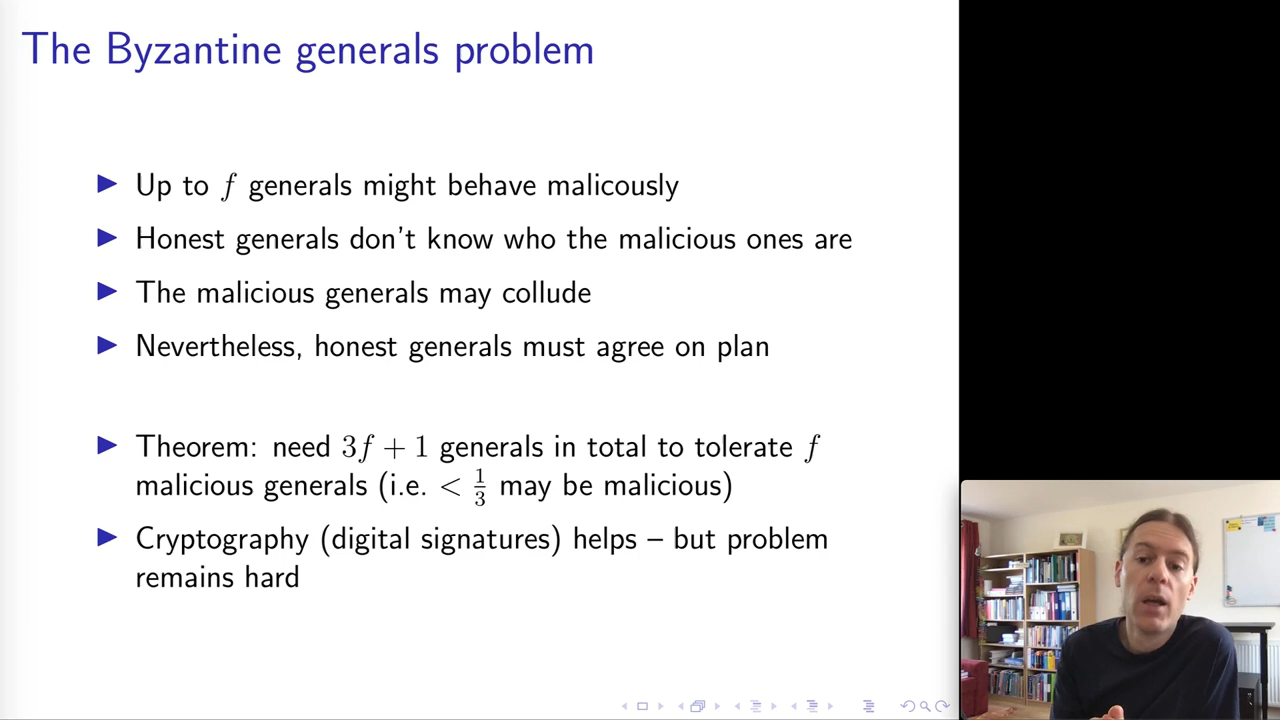 The Byzantine generals problem
Up to f generals might behave malicously
Honest generals don't know who the malicious ones are
The malicious generals may collude
Nevertheless, honest generals must agree on plan
Theorem: need 3f + 1 generals in total to tolerate f
malicious generals (i.e. < 1/3 may be malicious)
Cryptography (digital signatures) helps – but problem
remains hard